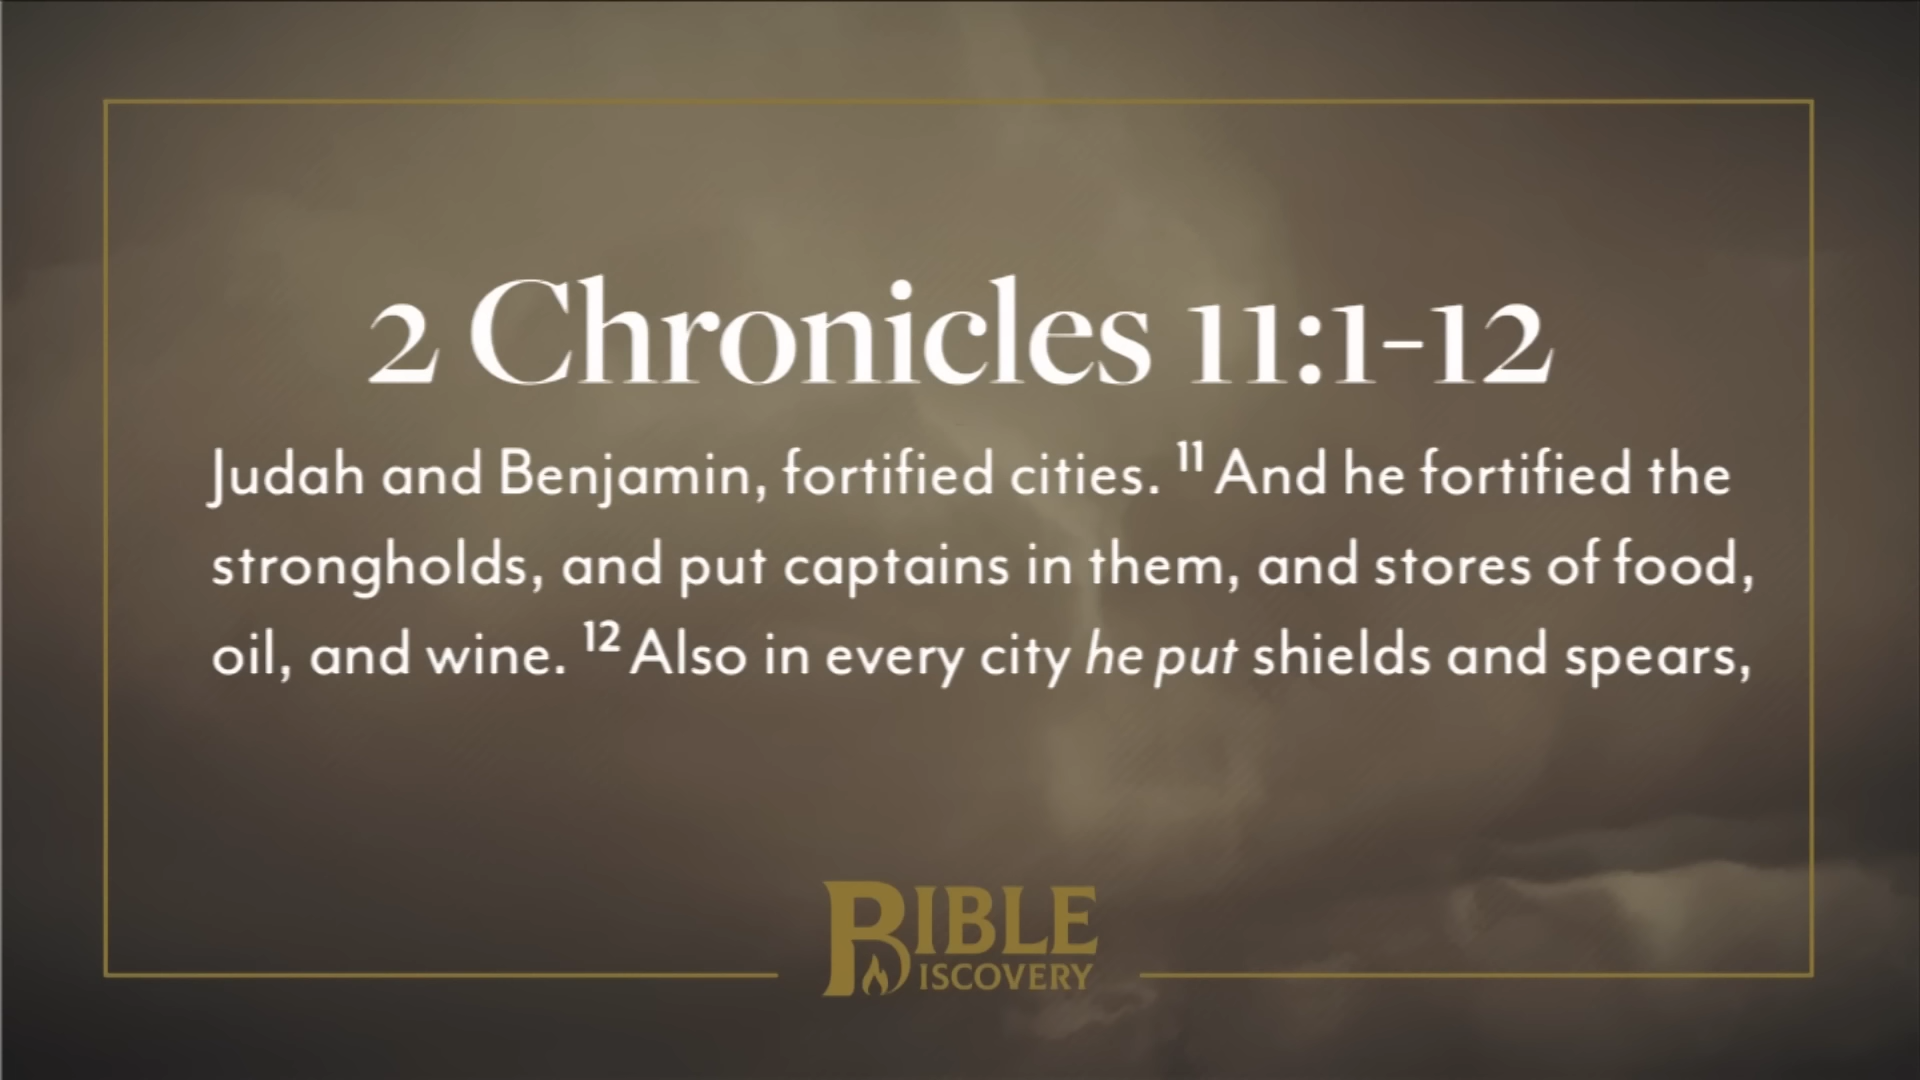 2 Chronicles 11:1-12
Judah and Benjamin, fortified cities. ¹¹ And he fortified the
strongholds, and put captains in them, and stores of food,
oil, and wine. ¹² Also in every city he put shields and spears,
BIBLE
DISCOVERY